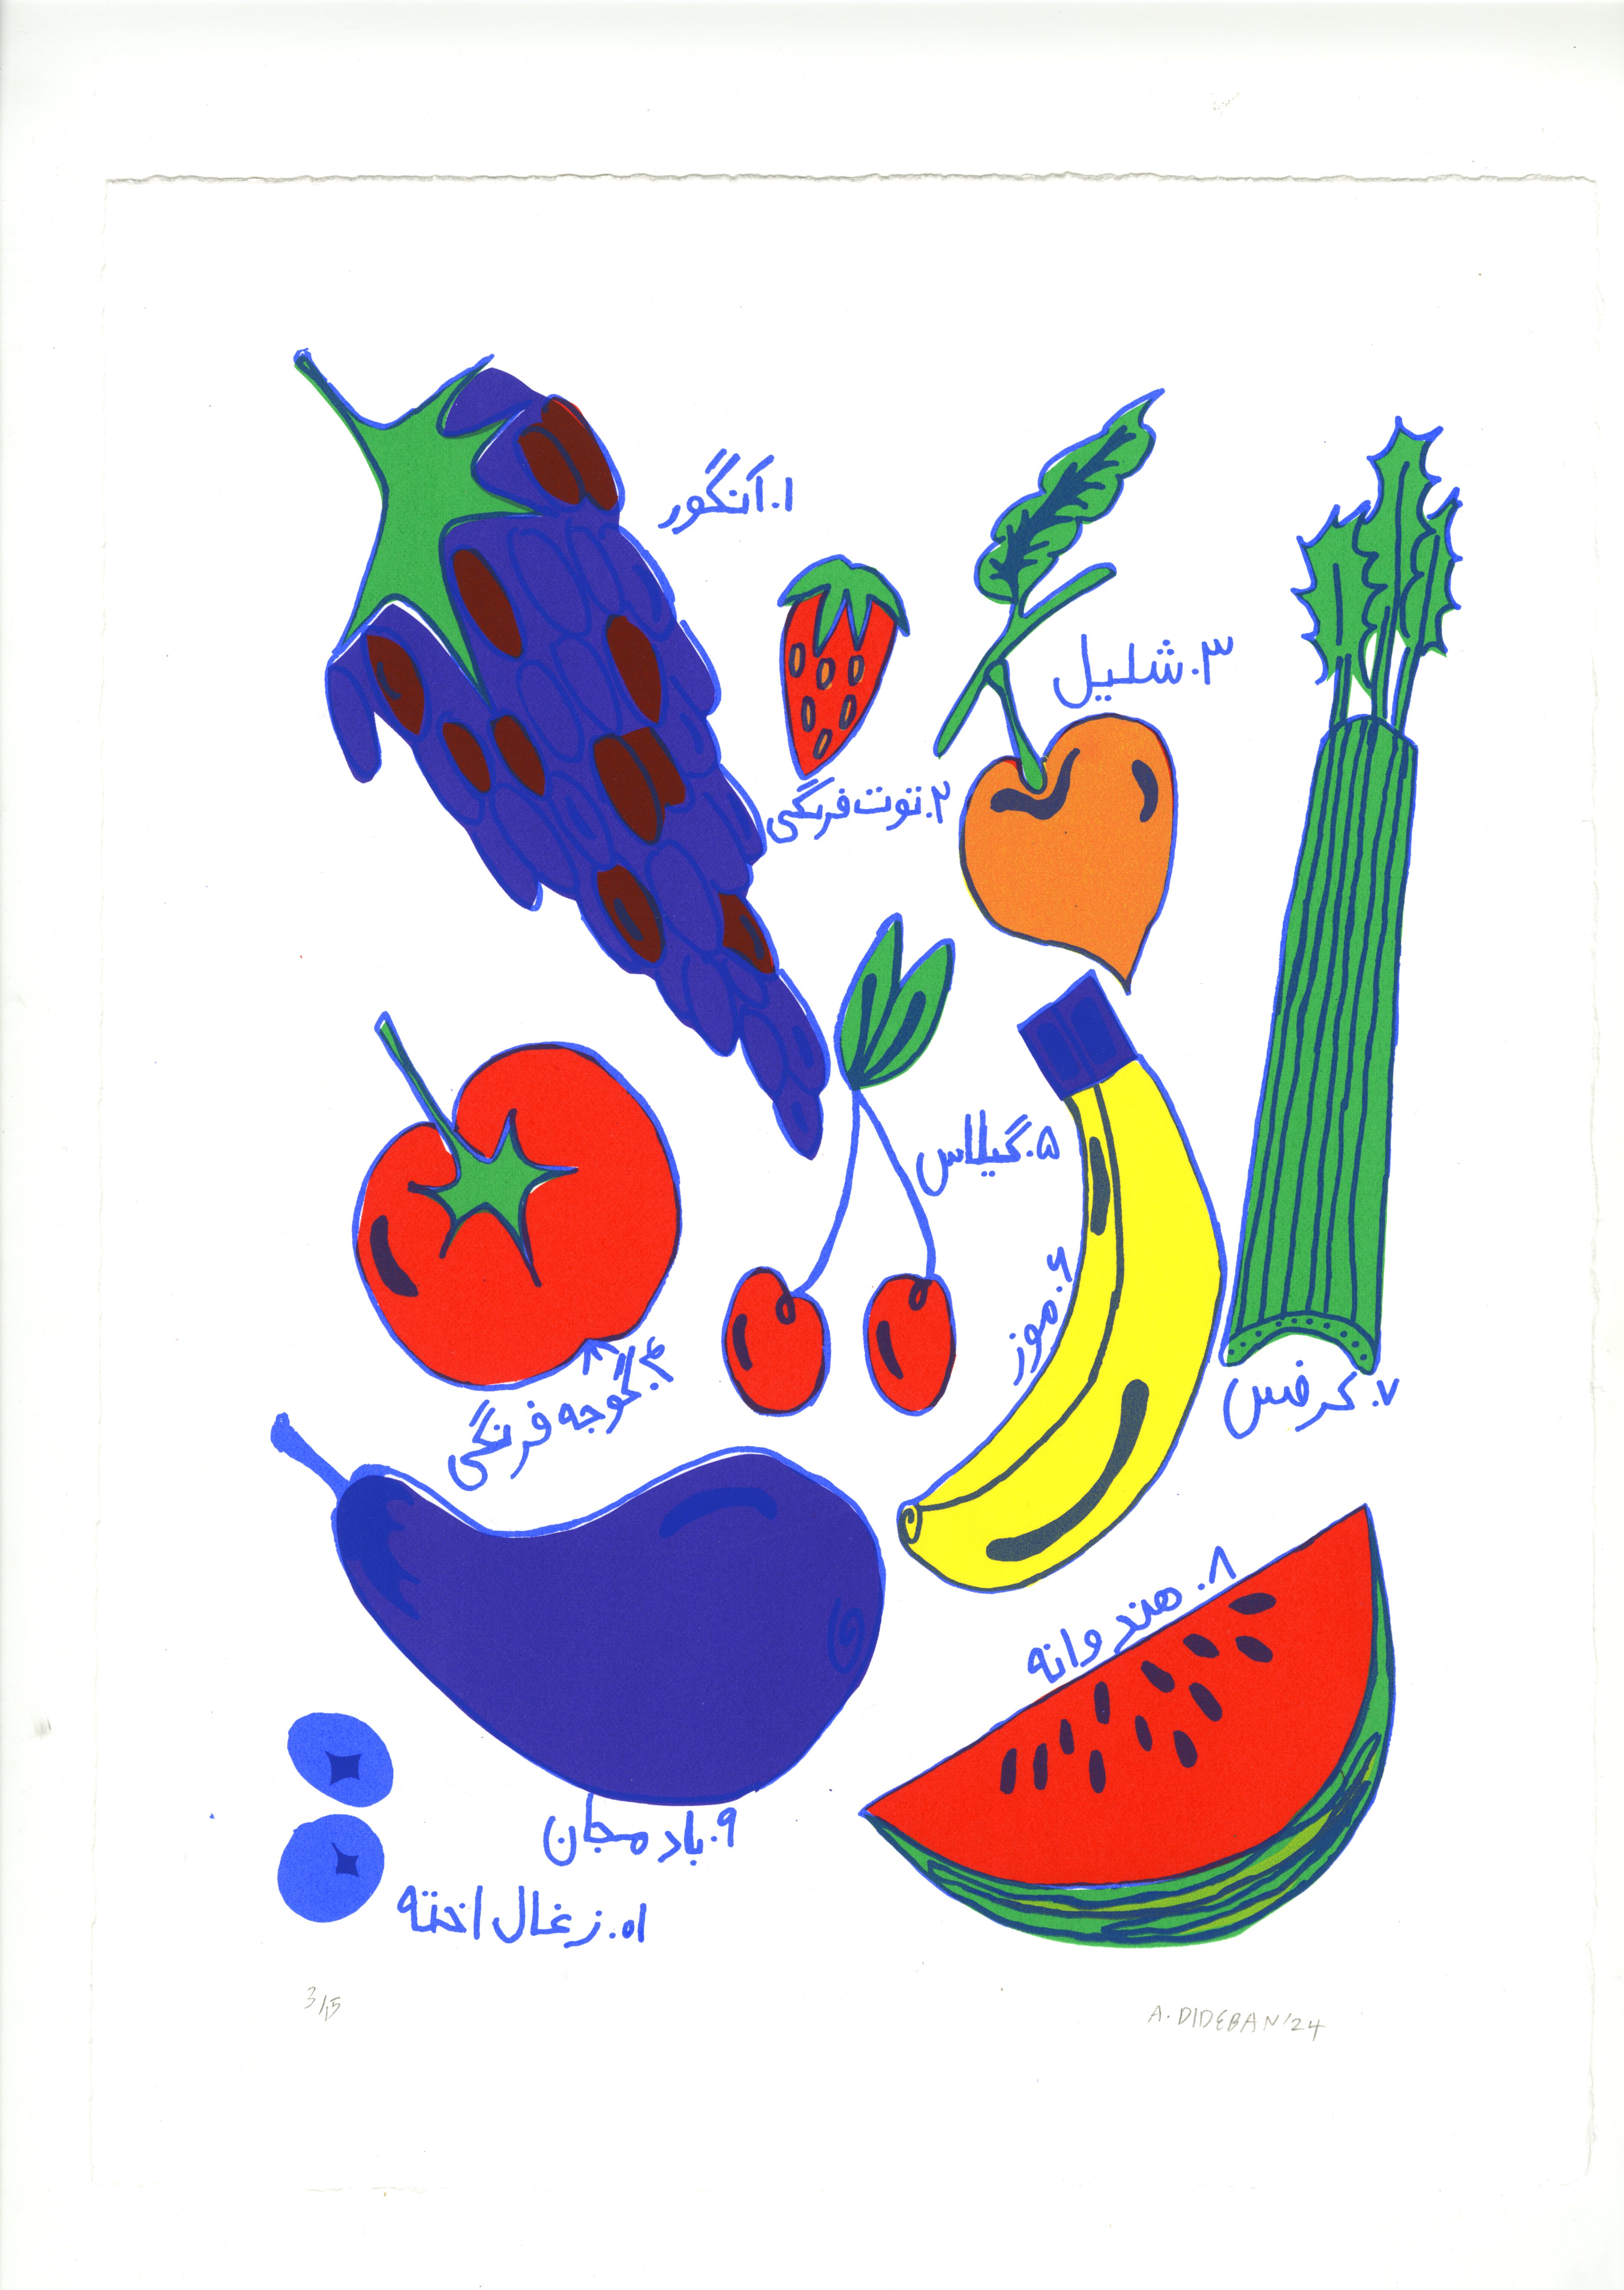 ۱. انگور
۲. توت فرنگی
۳. شلیل
۴. گوجه فرنگی
۵. گیلاس
۶. موز
۷. کرفس
۸. هندوانه
۹. بادمجان
۱۰. زغال اخته
3/15
A. DIDEBAN '24